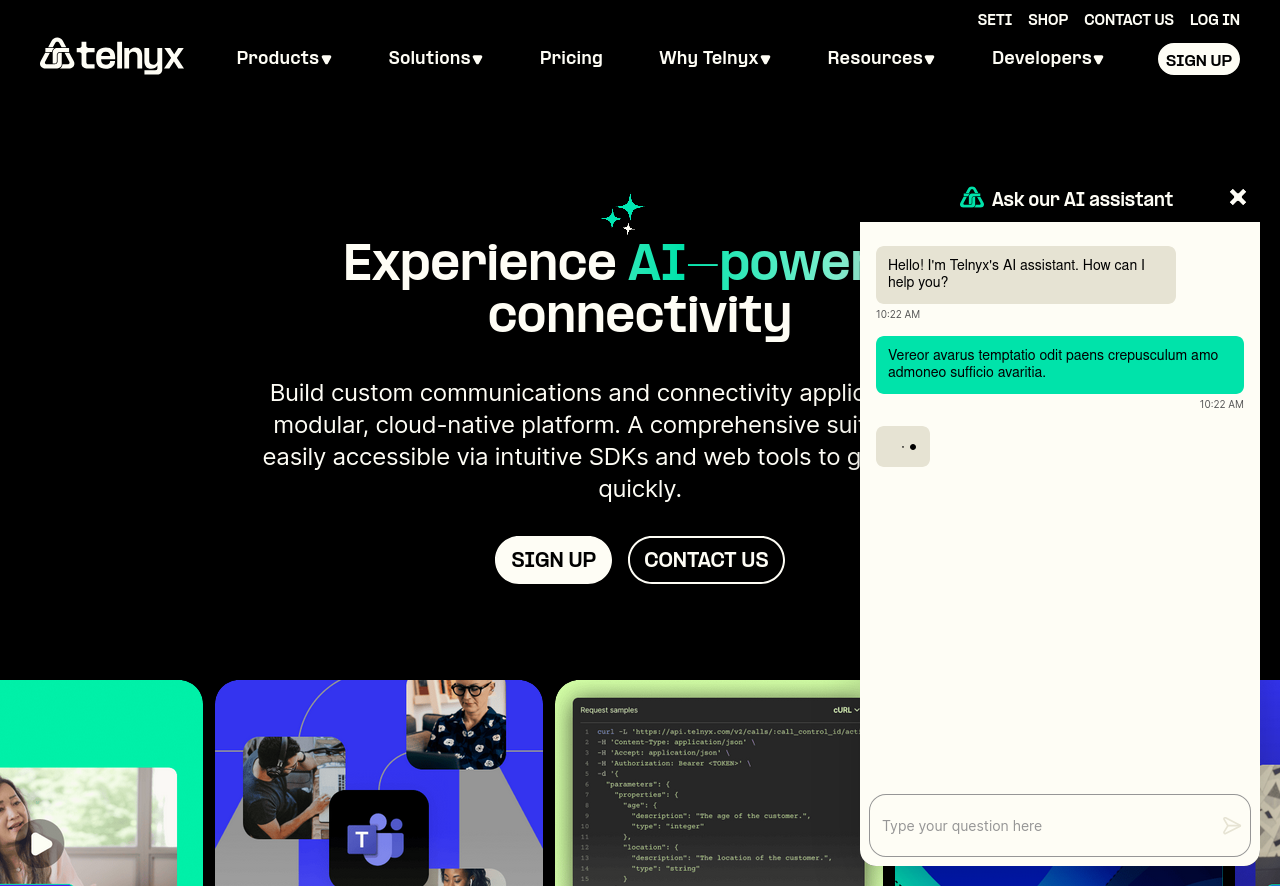 SETI SHOP CONTACT US LOG IN
telnyx Products Solutions Pricing Why Telnyx Resources Developers SIGN UP
Ask our AI assistant
Experience AI-power
connectivity
Build custom communications and connectivity applic
modular, cloud-native platform. A comprehensive suit
easily accessible via intuitive SDKs and web tools to g
quickly.
SIGN UP CONTACT US
Hello! I'm Telnyx's AI assistant. How can I
help you?
10:22 AM
Vereor avarus temptatio odit paens crepusculum amo
admoneo sufficio avaritia.
10:22 AM
Type your question here
T
Request samples cURL
1 curl -L 'https://api.telnyx.com/v2/calls/:call_control_id/acti
2 -H 'Content-Type: application/json' \
3 -H 'Accept: application/json' \
4 -H 'Authorization: Bearer <TOKEN>' \
5 -d '{
6 "parameters": {
7 "properties": {
8 "age": {
9 "description": "The age of the customer.",
10 "type": "integer"
11 },
12 "location": {
13 "description": "The location of the customer.",
14 "type": "string"
15 }